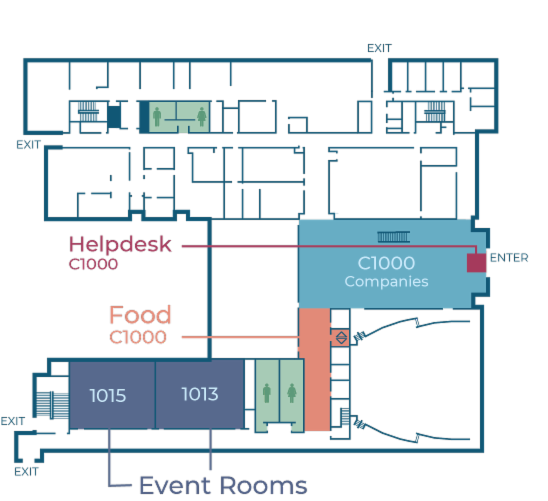 EXIT
EXIT
Helpdesk
C1000
ENTER
C1000
Companies
Food
C1000
1015
1013
EXIT
EXIT
Event Rooms